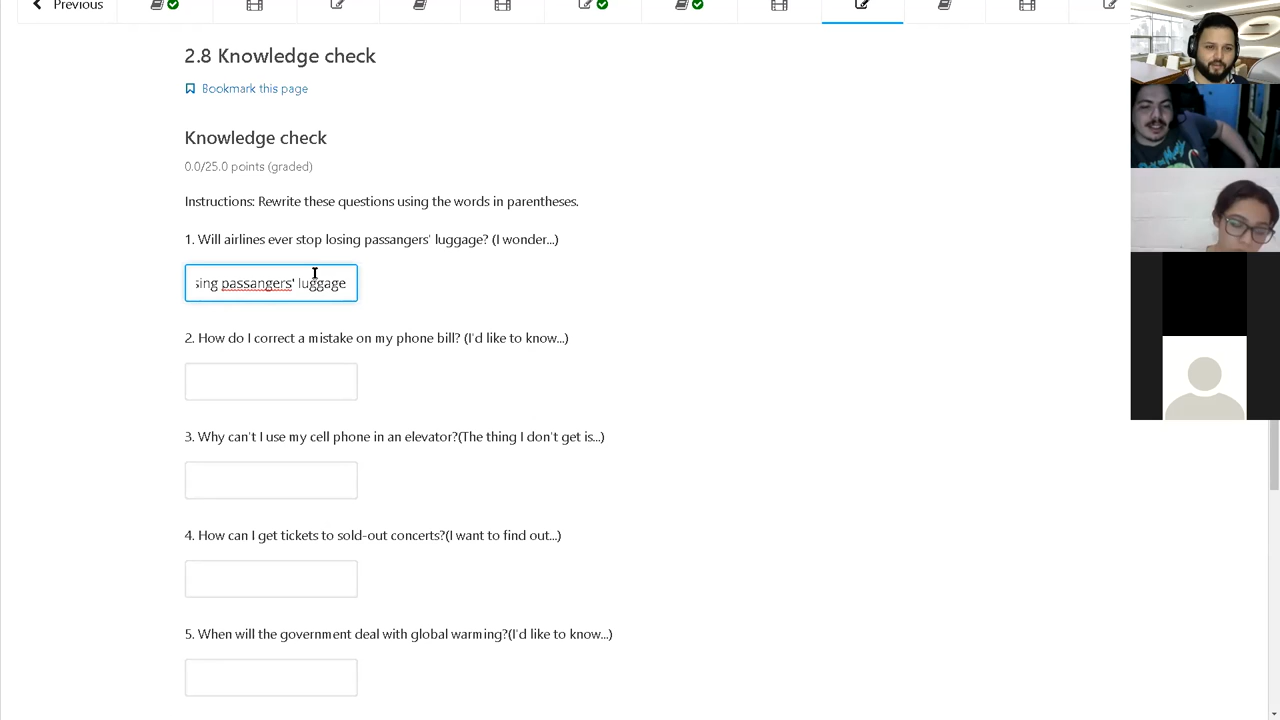 Previous
2.8 Knowledge check
Bookmark this page
Knowledge check
0.0/25.0 points (graded)
Instructions: Rewrite these questions using the words in parentheses.
1. Will airlines ever stop losing passengers' luggage? (I wonder...)
sing passangers' luggage
2. How do I correct a mistake on my phone bill? (I'd like to know...)
3. Why can't I use my cell phone in an elevator?(The thing I don't get is...)
4. How can I get tickets to sold-out concerts?(I want to find out...)
5. When will the government deal with global warming?(I'd like to know...)